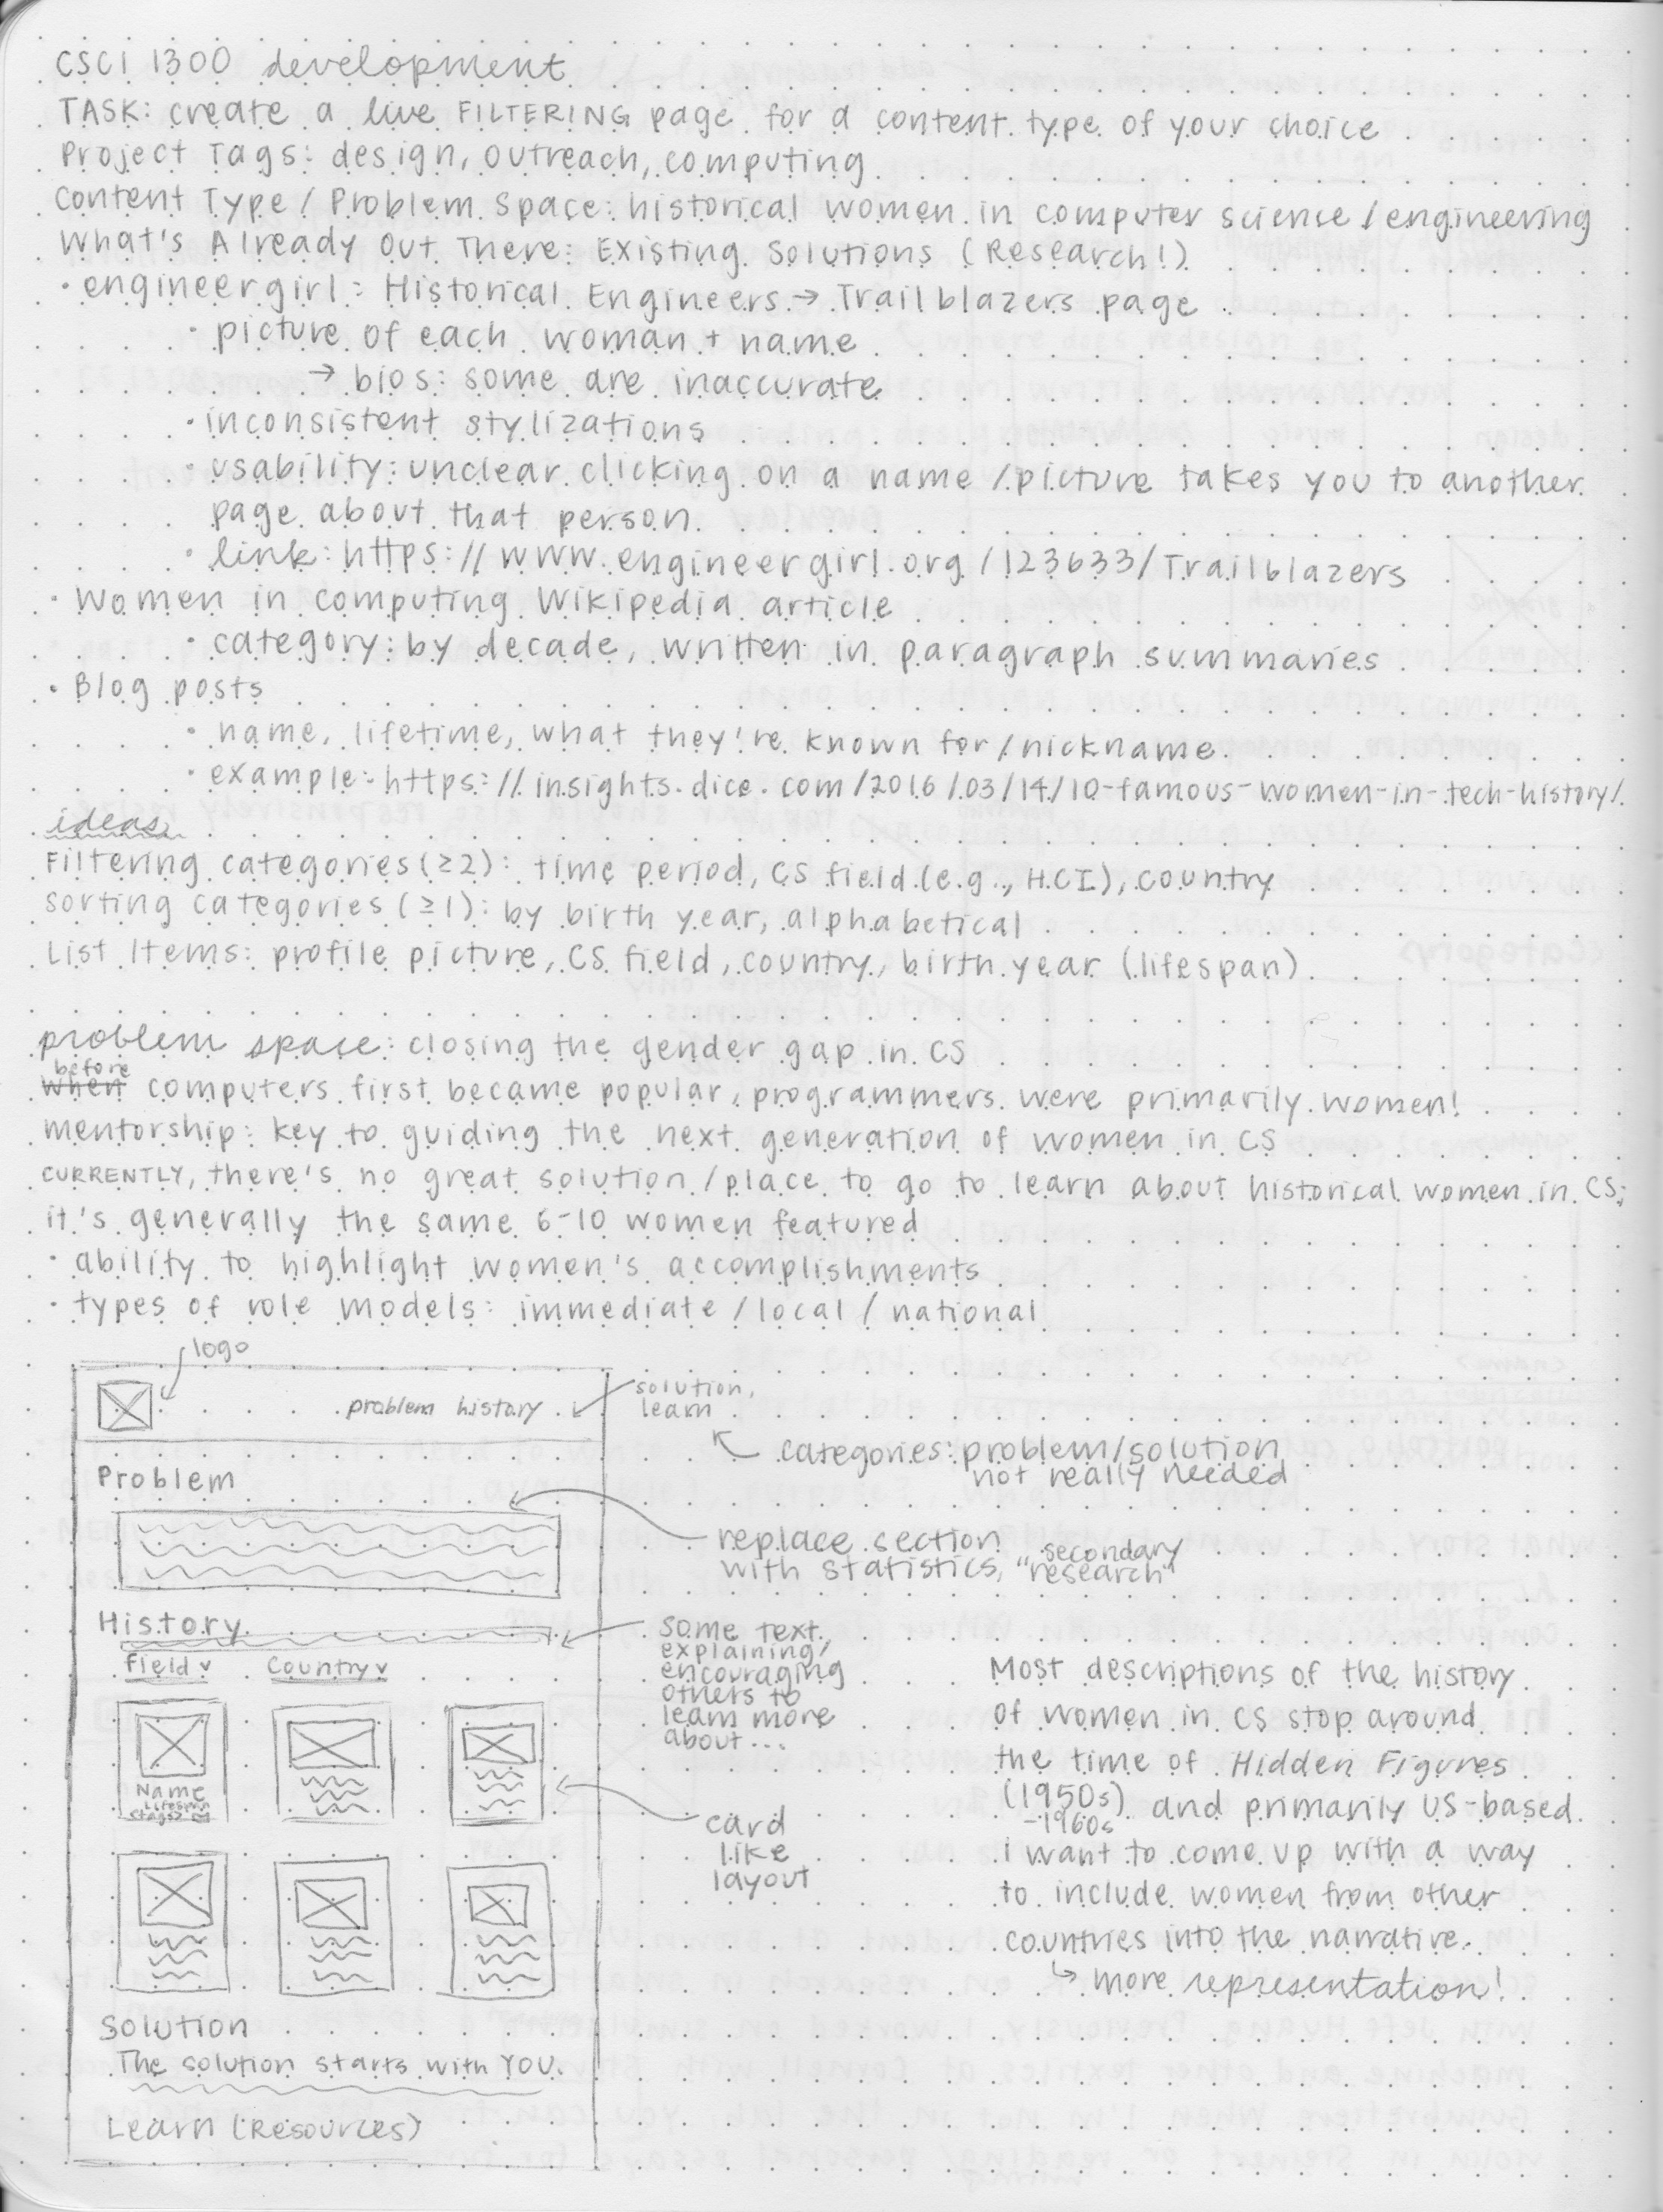 CSCI 1300 development
TASK: create a live FILTERING page for a content type of your choice
Project Tags: design, outreach, computing
Content Type / Problem Space: historical women in computer science / engineering
What's Already Out There: Existing Solutions (Research!)
• engineergirl: Historical Engineers → Trailblazers page
• picture of each woman + name
→ bios: some are inaccurate
• inconsistent stylizations
• usability: unclear clicking on a name / picture takes you to another
page about that person
• link: https://www.engineergirl.org/123633/Trailblazers
• Women in computing Wikipedia article
• category: by decade, written in paragraph summaries
• Blog posts
• name, lifetime, what they're known for / nickname
• example: https://insights.dice.com/2016/03/14/10-famous-women-in-tech-history/
ideas
Filtering categories (≥2): time period, CS field (e.g., HCI), country
Sorting categories (≥1): by birth year, alphabetical
List Items: profile picture, CS field, country, birth year (lifespan)
problem space: closing the gender gap in CS
before
when computers first became popular, programmers were primarily women!
mentorship: key to guiding the next generation of women in CS
CURRENTLY, there's no great solution / place to go to learn about historical women in CS;
it's generally the same 6-10 women featured
• ability to highlight women's accomplishments
• types of role models: immediate / local / national
logo
problem history
solution,
learn
categories: problem/solution
not really needed
Problem
replace section
with statistics, "secondary
research"
History
some text
explaining/
encouraging
others to
learn more
about...
Field v Country v
Name
Lifespan
<tags>
card
like
layout
Most descriptions of the history
of women in CS stop around
the time of Hidden Figures
(1950s) and primarily US-based.
-1960s
i want to come up with a way
to include women from other
countries into the narrative.
↳ more representation!
Solution
The solution starts with YOU.
Learn (Resources)